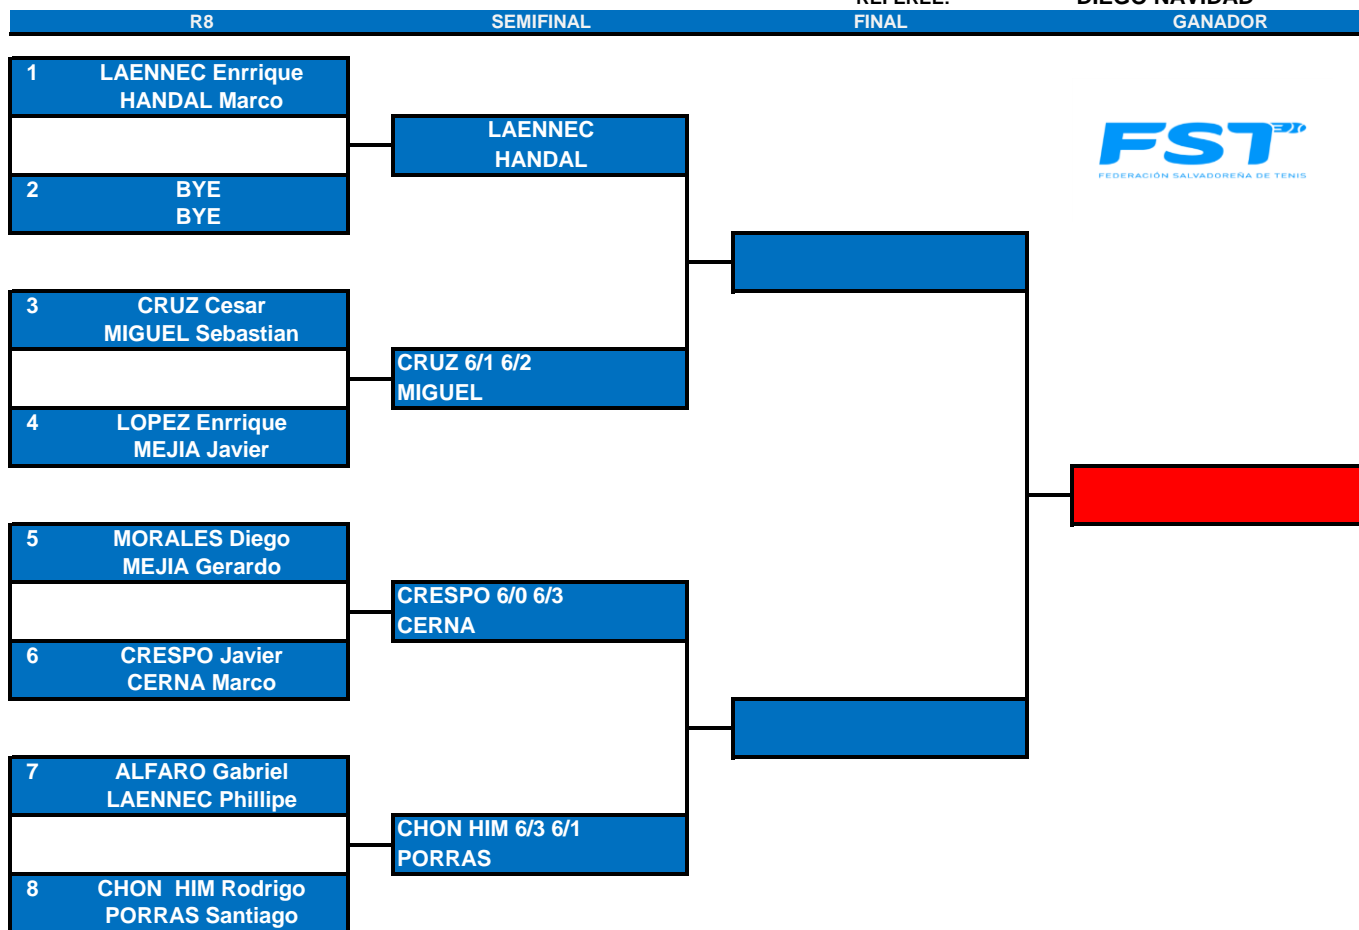 REFEREE: DIEGO NAVIDAD
R8 SEMIFINAL FINAL GANADOR
1 LAENNEC Enrrique
HANDAL Marco
LAENNEC
HANDAL
FST
FEDERACIÓN SALVADOREÑA DE TENIS
2 BYE
BYE
3 CRUZ Cesar
MIGUEL Sebastian
CRUZ 6/1 6/2
MIGUEL
4 LOPEZ Enrrique
MEJIA Javier
5 MORALES Diego
MEJIA Gerardo
CRESPO 6/0 6/3
CERNA
6 CRESPO Javier
CERNA Marco
7 ALFARO Gabriel
LAENNEC Phillipe
CHON HIM 6/3 6/1
PORRAS
8 CHON  HIM Rodrigo
PORRAS Santiago